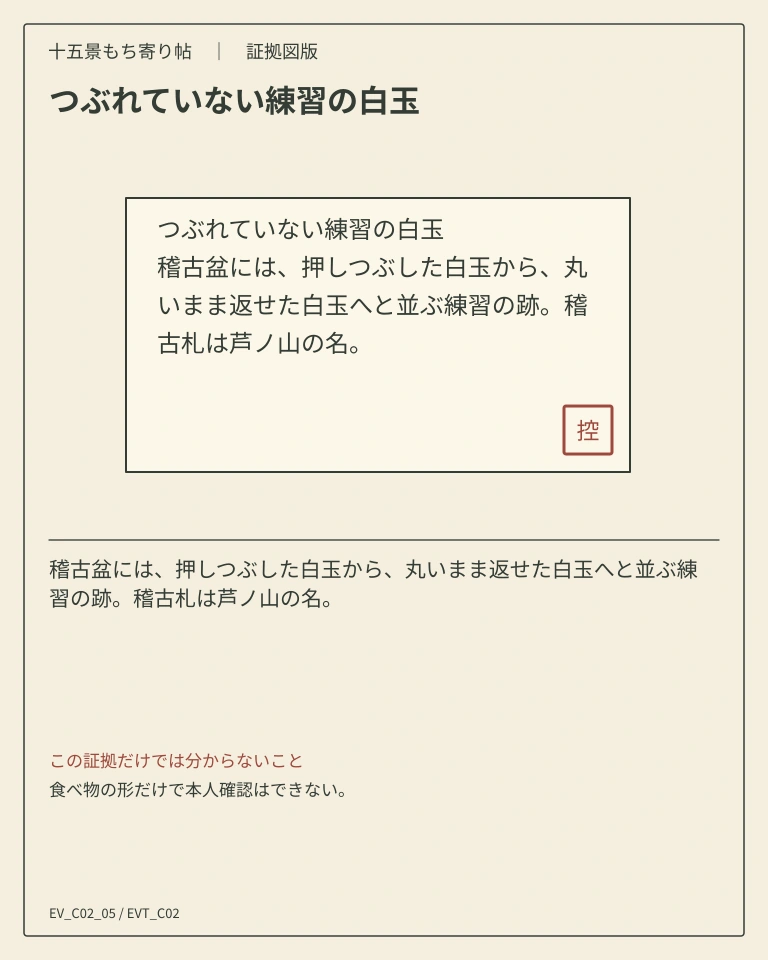 十五景もち寄り帖 ｜ 証拠図版
つぶれていない練習の白玉
つぶれていない練習の白玉
稽古盆には、押しつぶした白玉から、丸
いまま返せた白玉へと並ぶ練習の跡。稽
古札は芦ノ山の名。
控
稽古盆には、押しつぶした白玉から、丸いまま返せた白玉へと並ぶ練
習の跡。稽古札は芦ノ山の名。
この証拠だけでは分からないこと
食べ物の形だけで本人確認はできない。
EV_C02_05 / EVT_C02